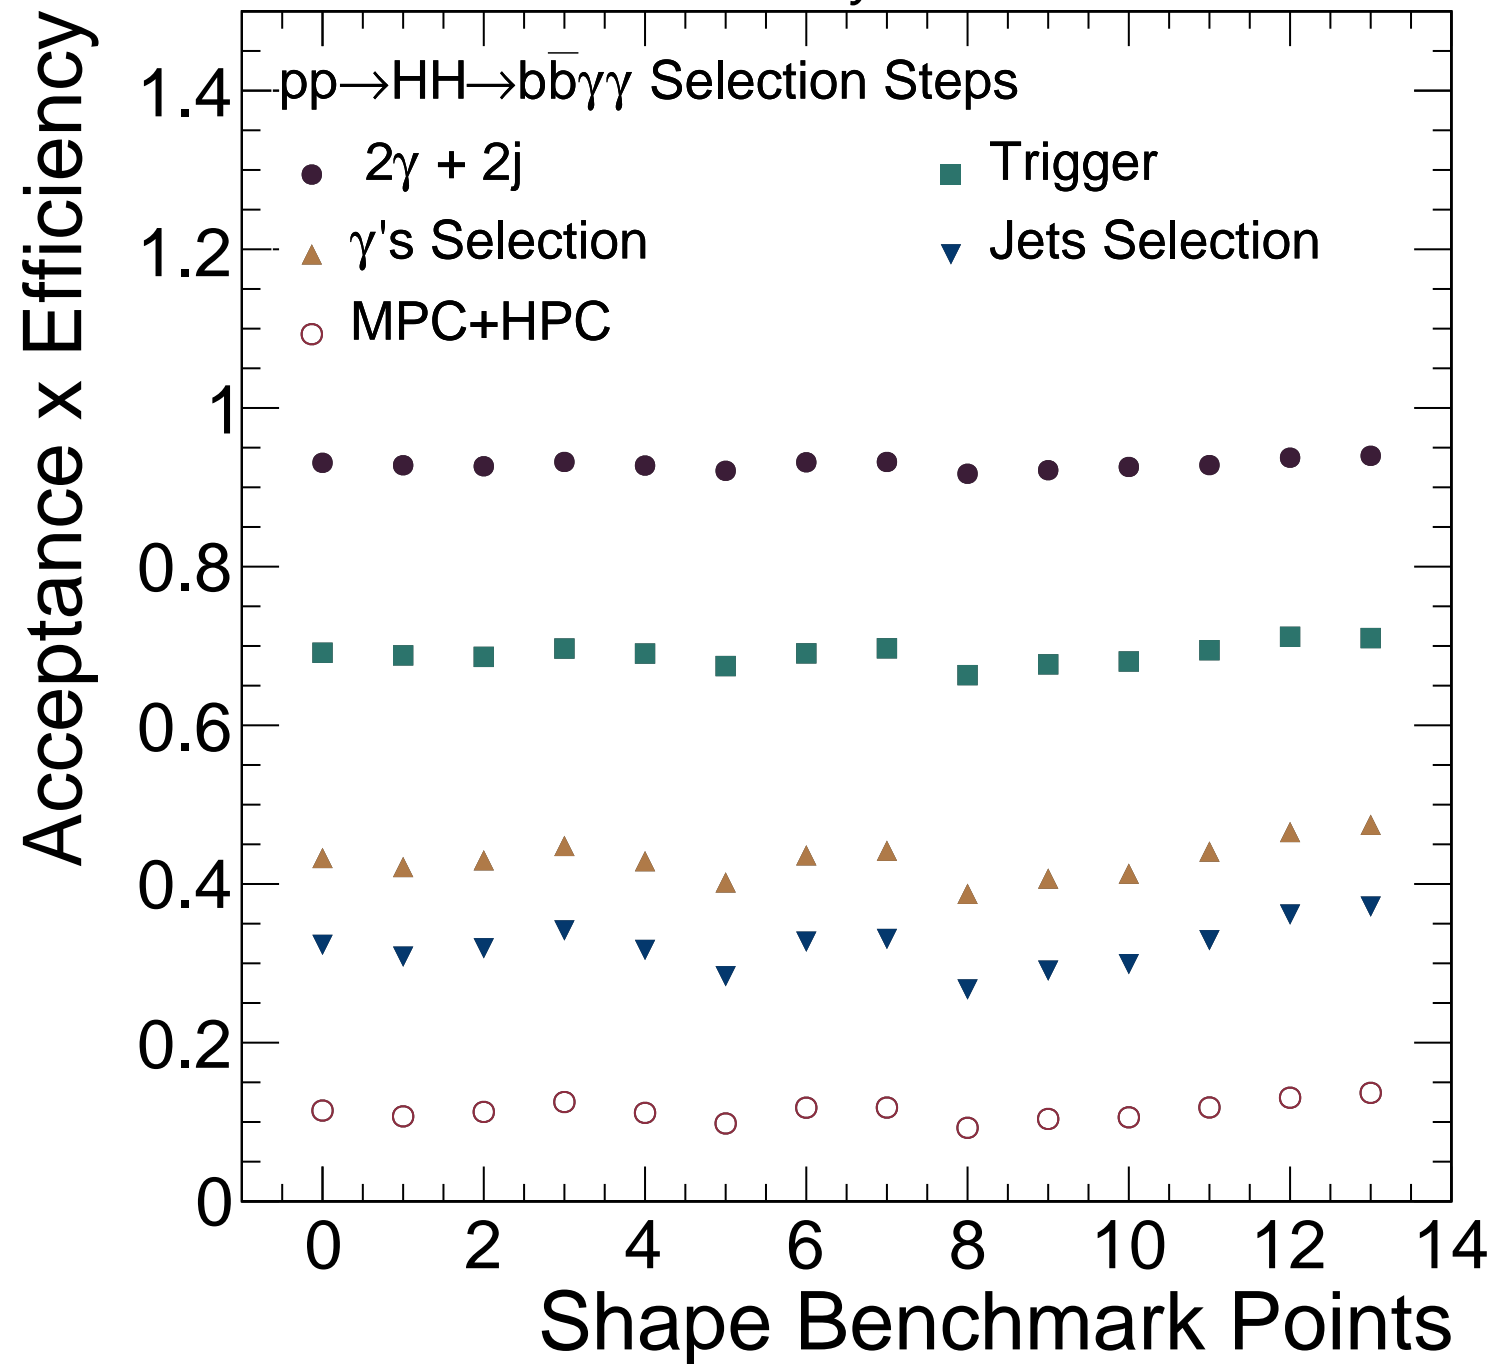 Acceptance x Efficiency
pp→HH→bb̅γγ Selection Steps
2γ + 2j
Trigger
γ's Selection
Jets Selection
MPC+HPC
1.4
1.2
1
0.8
0.6
0.4
0.2
0
0 2 4 6 8 10 12 14
Shape Benchmark Points